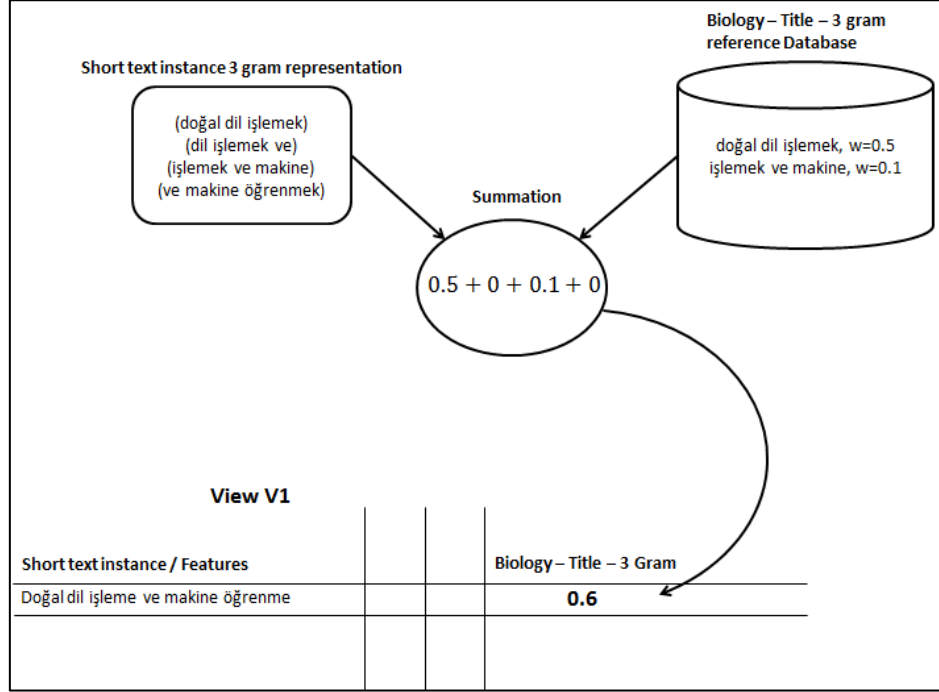 Biology – Title – 3 gram
reference Database
Short text instance 3 gram representation
(doğal dil işlemek)
(dil işlemek ve)
(işlemek ve makine)
(ve makine öğrenmek)
doğal dil işlemek, w=0.5
işlemek ve makine, w=0.1
Summation
0.5 + 0 + 0.1 + 0
View V1
Short text instance / Features
Biology – Title – 3 Gram
Doğal dil işleme ve makine öğrenme
0.6